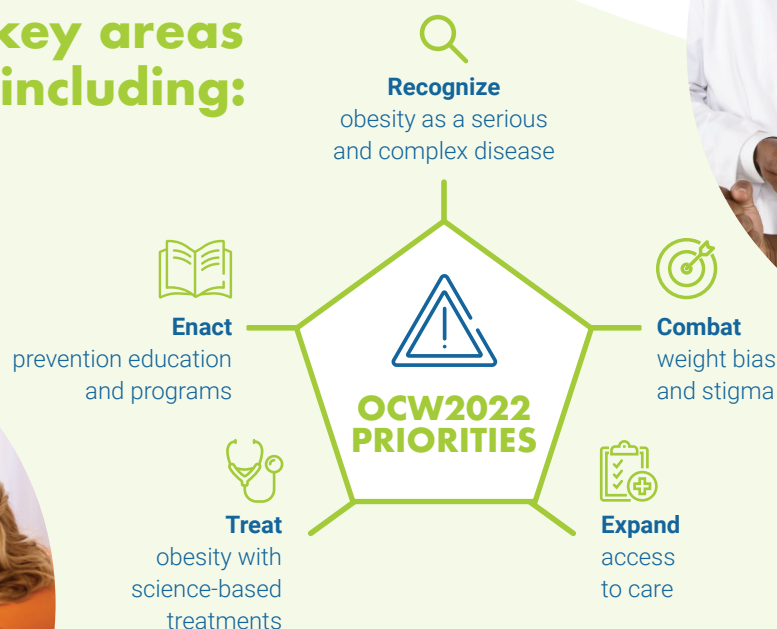 key areas
including:
Recognize
obesity as a serious
and complex disease
Enact
prevention education
and programs
Combat
weight bias
and stigma
OCW2022
PRIORITIES
Treat
obesity with
science-based
treatments
Expand
access
to care